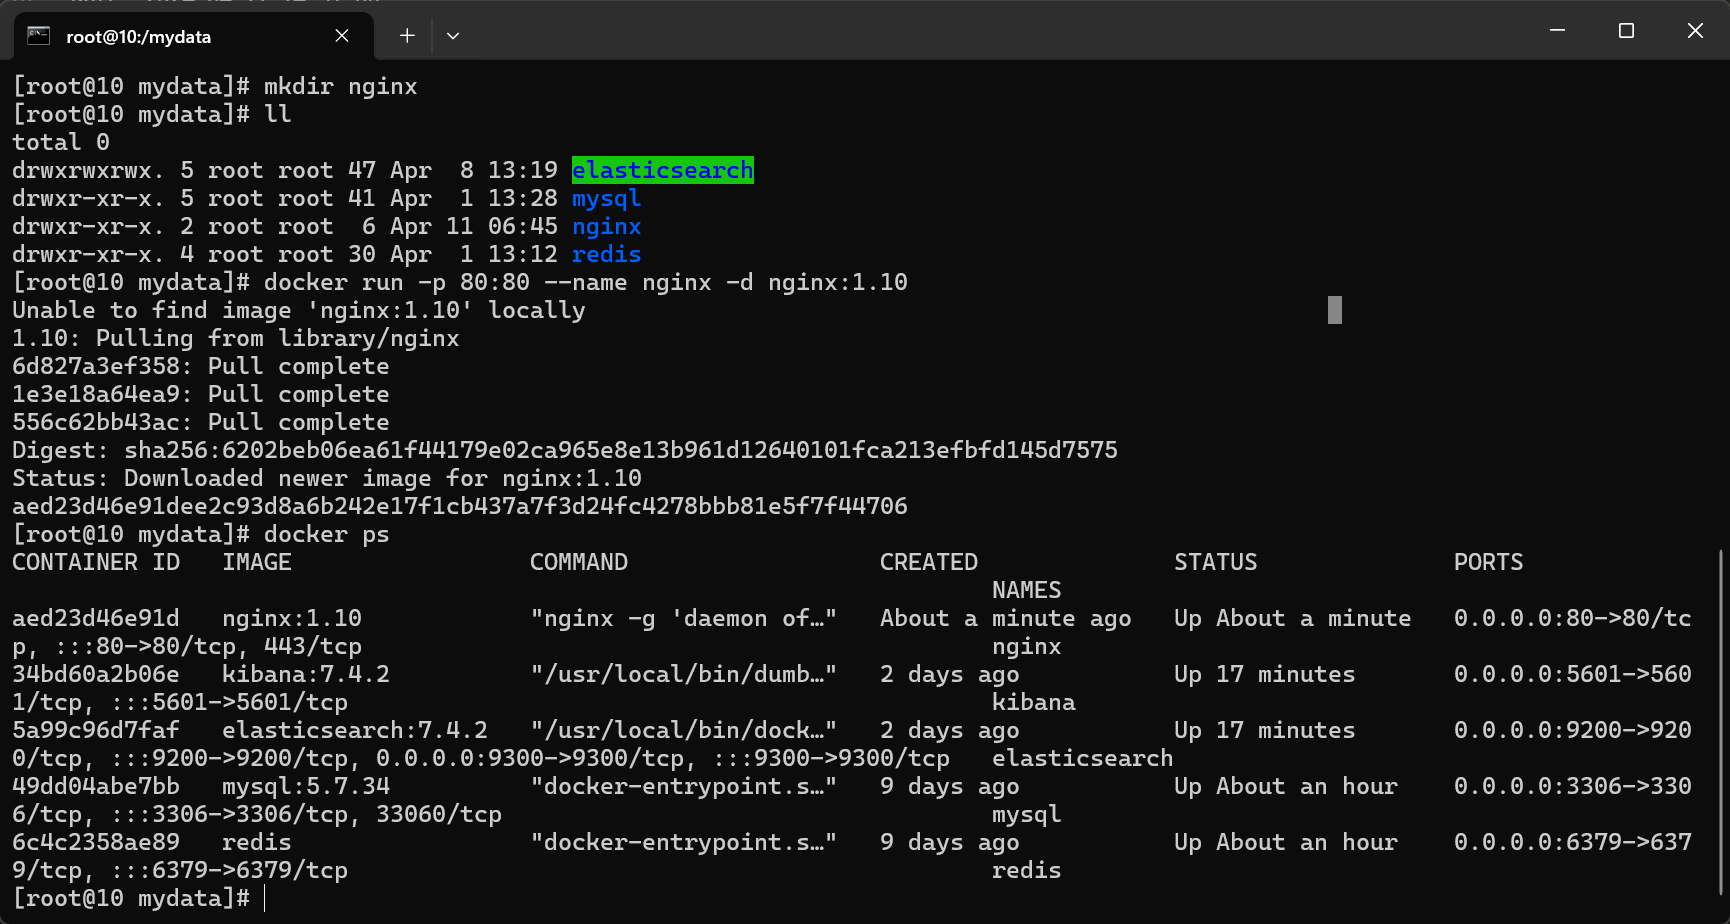 root@10:/mydata
[root@10 mydata]# mkdir nginx
[root@10 mydata]# ll
total 0
drwxrwxrwx. 5 root root 47 Apr  8 13:19 elasticsearch
drwxr-xr-x. 5 root root 41 Apr  1 13:28 mysql
drwxr-xr-x. 2 root root  6 Apr 11 06:45 nginx
drwxr-xr-x. 4 root root 30 Apr  1 13:12 redis
[root@10 mydata]# docker run -p 80:80 --name nginx -d nginx:1.10
Unable to find image 'nginx:1.10' locally
1.10: Pulling from library/nginx
6d827a3ef358: Pull complete
1e3e18a64ea9: Pull complete
556c62bb43ac: Pull complete
Digest: sha256:6202beb06ea61f44179e02ca965e8e13b961d12640101fca213efbfd145d7575
Status: Downloaded newer image for nginx:1.10
aed23d46e91dee2c93d8a6b242e17f1cb437a7f3d24fc4278bbb81e5f7f44706
[root@10 mydata]# docker ps
CONTAINER ID   IMAGE                 COMMAND                  CREATED              STATUS              PORTS
                                                                      NAMES
aed23d46e91d   nginx:1.10            "nginx -g 'daemon of…"   About a minute ago   Up About a minute   0.0.0.0:80->80/tc
p, :::80->80/tcp, 443/tcp                                             nginx
34bd60a2b06e   kibana:7.4.2          "/usr/local/bin/dumb…"   2 days ago           Up 17 minutes       0.0.0.0:5601->560
1/tcp, :::5601->5601/tcp                                              kibana
5a99c96d7faf   elasticsearch:7.4.2   "/usr/local/bin/dock…"   2 days ago           Up 17 minutes       0.0.0.0:9200->920
0/tcp, :::9200->9200/tcp, 0.0.0.0:9300->9300/tcp, :::9300->9300/tcp   elasticsearch
49dd04abe7bb   mysql:5.7.34          "docker-entrypoint.s…"   9 days ago           Up About an hour    0.0.0.0:3306->330
6/tcp, :::3306->3306/tcp, 33060/tcp                                   mysql
6c4c2358ae89   redis                 "docker-entrypoint.s…"   9 days ago           Up About an hour    0.0.0.0:6379->637
9/tcp, :::6379->6379/tcp                                              redis
[root@10 mydata]#